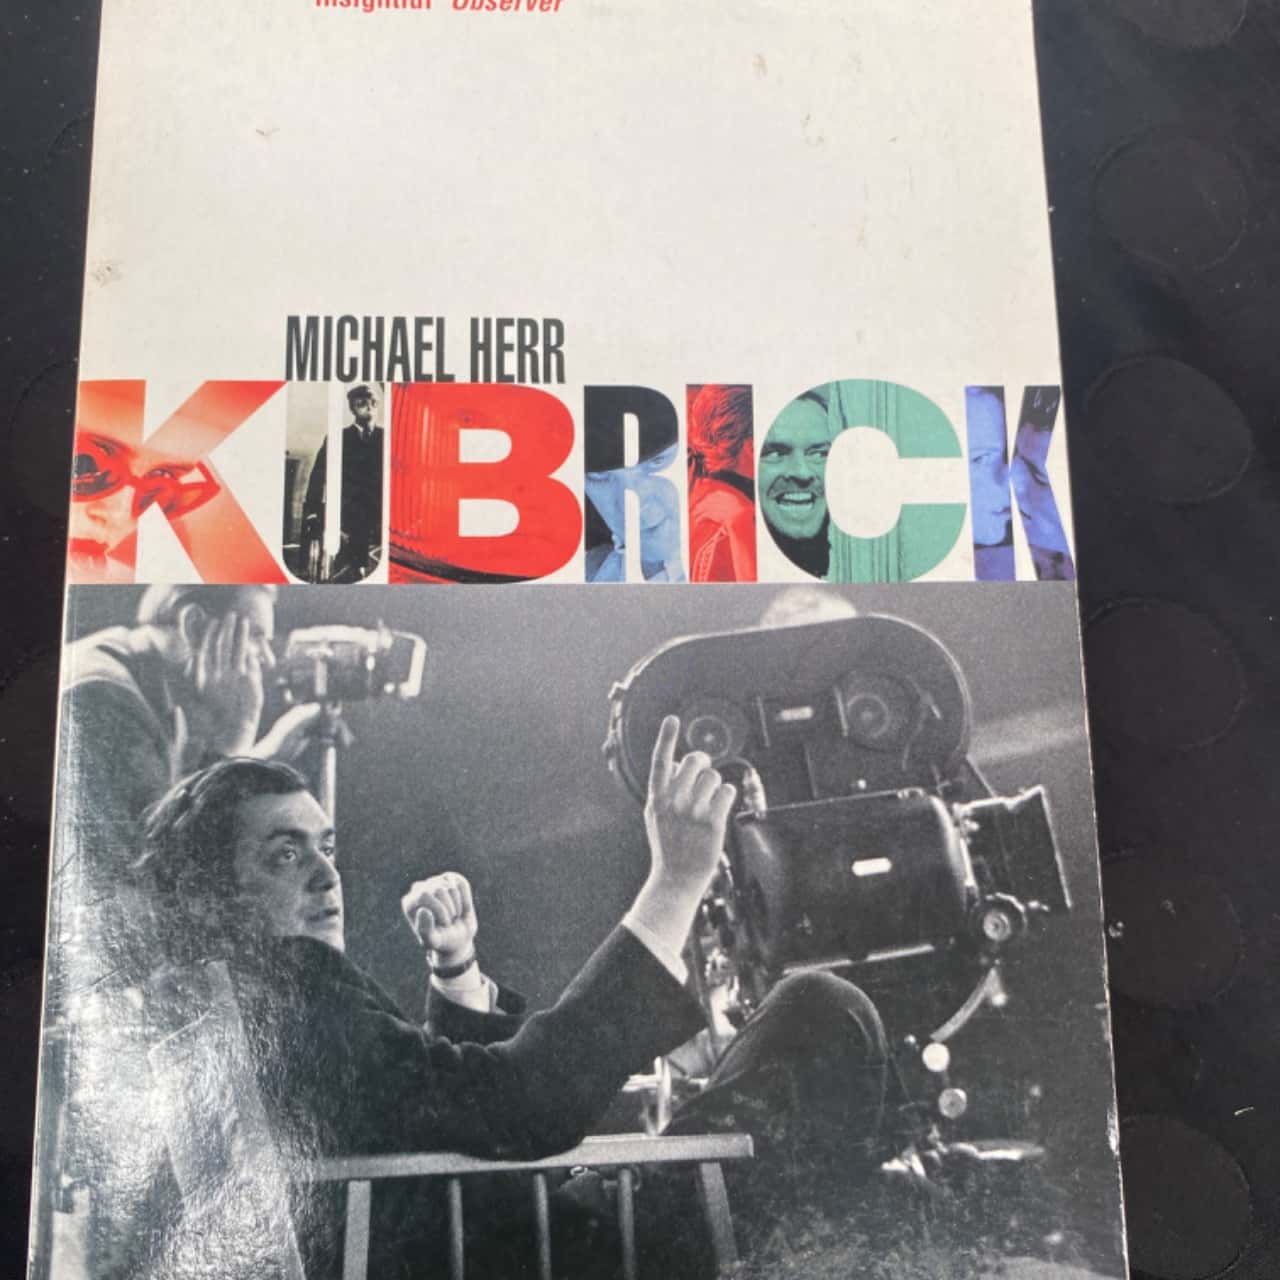 insightful' Observer
MICHAEL HERR
KUBRICK